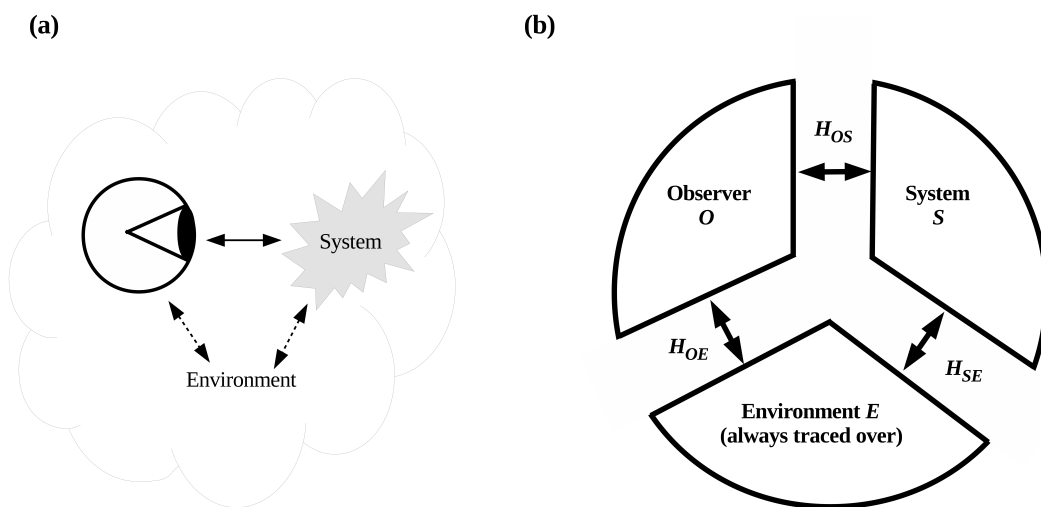 (a)
System
Environment
(b)
H_OS
Observer
O
System
S
H_OE
H_SE
Environment E
(always traced over)